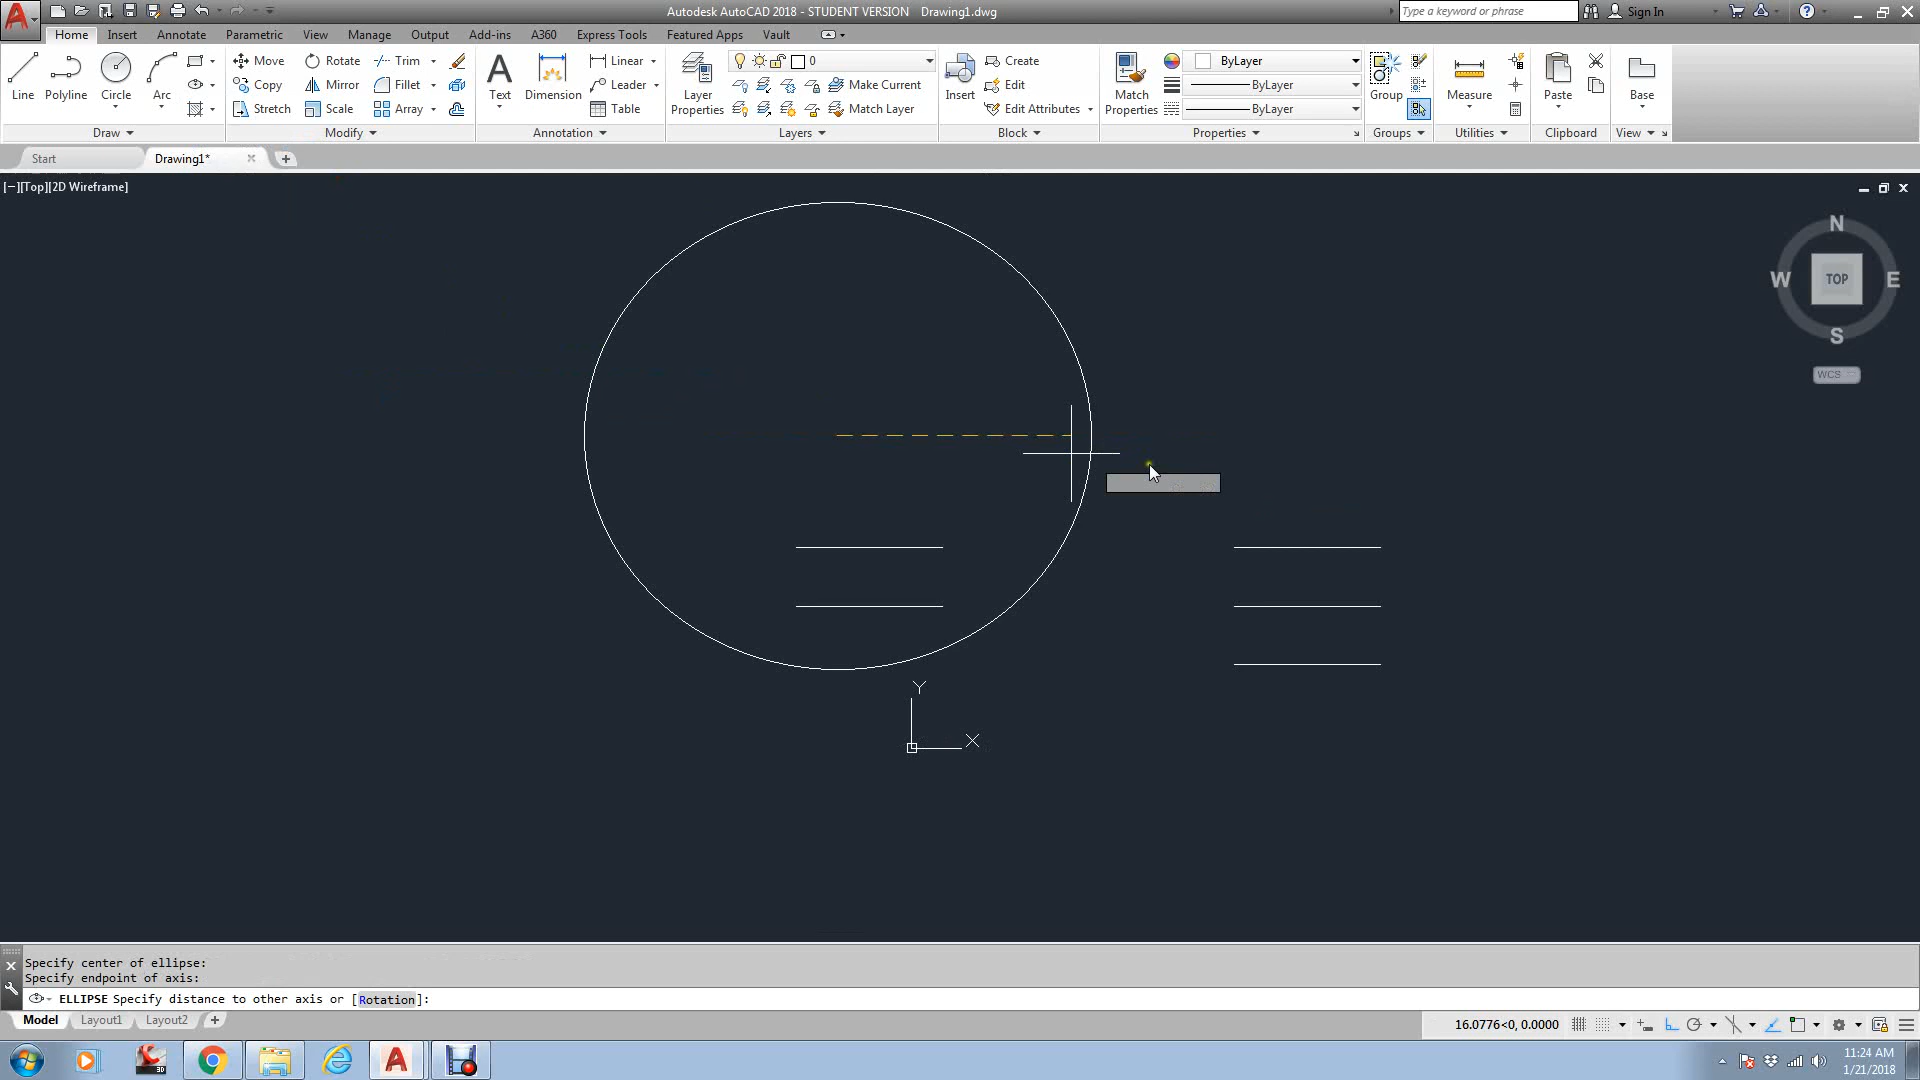 Autodesk AutoCAD 2018 - STUDENT VERSION Drawing1.dwg
Type a keyword or phrase
Sign In
Home Insert Annotate Parametric View Manage Output Add-ins A360 Express Tools Featured Apps Vault
Line Polyline Circle Arc
Move Rotate Trim
Copy Mirror Fillet
Stretch Scale Array
Text Dimension
Linear
Leader
Table
Layer Properties
0
Make Current
Match Layer
Insert
Create
Edit
Edit Attributes
Match Properties
ByLayer
ByLayer
ByLayer
Group
Measure
Paste
Base
Draw Modify Annotation Layers Block Properties Groups Utilities Clipboard View
Start Drawing1*
[−][Top][2D Wireframe]
N
W TOP E
S
WCS
Y
X
Specify center of ellipse:
Specify endpoint of axis:
ELLIPSE Specify distance to other axis or [Rotation]:
Model Layout1 Layout2
16.0776<0, 0.0000
3D
11:24 AM
1/21/2018